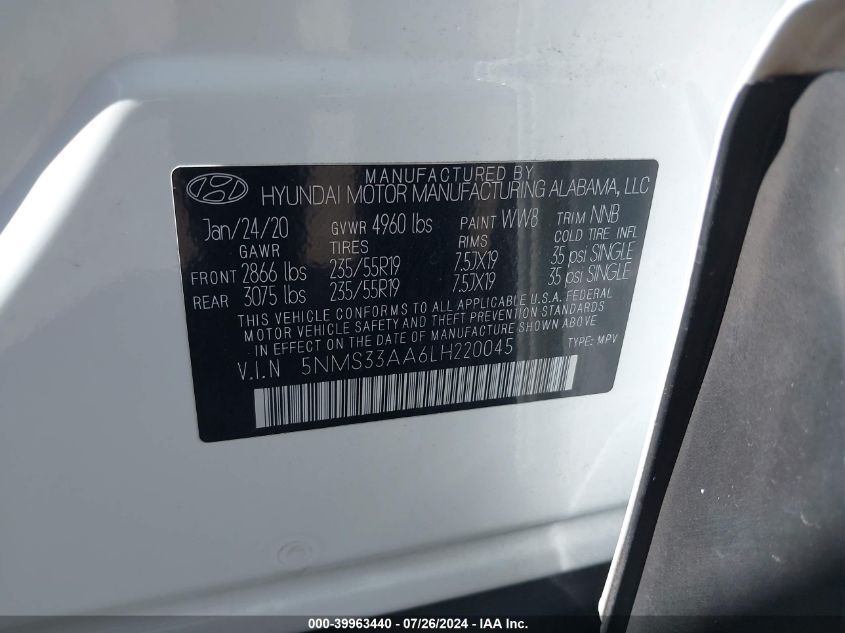 MANUFACTURED BY
HYUNDAI MOTOR MANUFACTURING ALABAMA, LLC
Jan/24/20 GVWR 4960 lbs PAINT WW8 TRIM NNB
GAWR TIRES RIMS COLD TIRE INFL
FRONT 2866 lbs 235/55R19 7.5JX19 35 psi SINGLE
REAR 3075 lbs 235/55R19 7.5JX19 35 psi SINGLE
THIS VEHICLE CONFORMS TO ALL APPLICABLE U.S.A. FEDERAL
MOTOR VEHICLE SAFETY AND THEFT PREVENTION STANDARDS
IN EFFECT ON THE DATE OF MANUFACTURE SHOWN ABOVE.
V.I.N 5NMS33AA6LH220045 TYPE: MPV
000-39963440 - 07/26/2024 - IAA Inc.